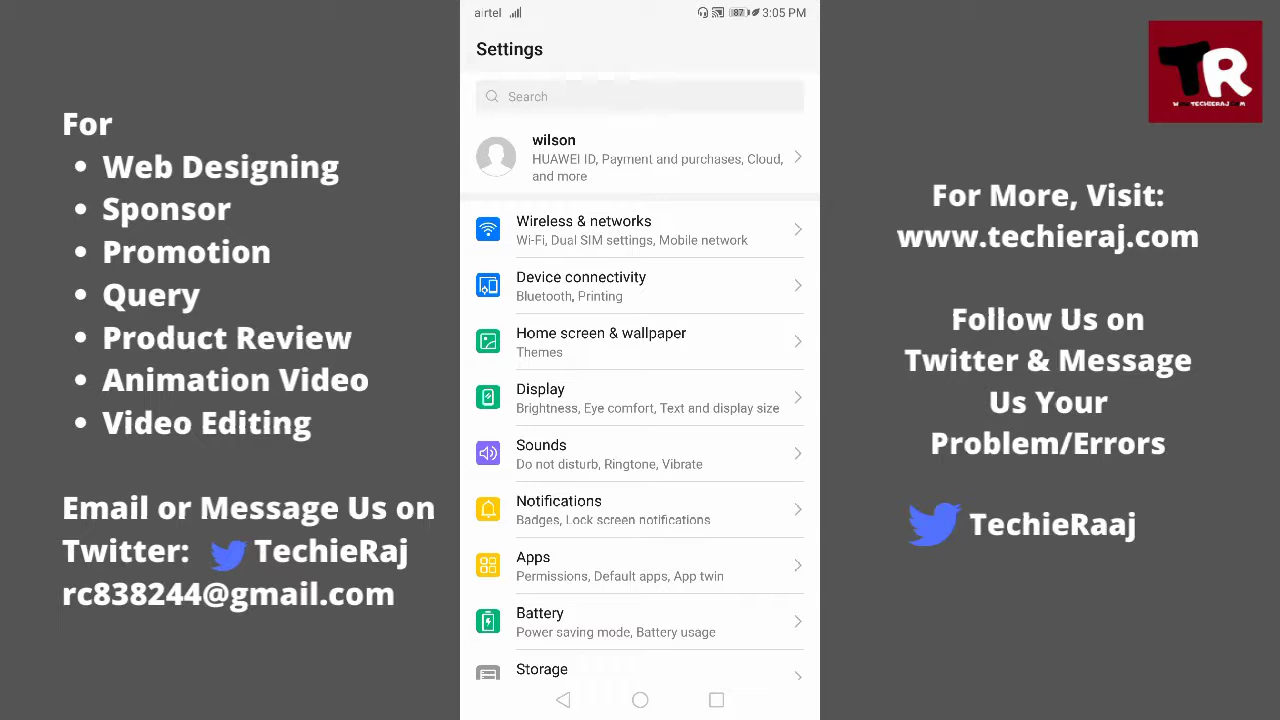 For
• Web Designing
• Sponsor
• Promotion
• Query
• Product Review
• Animation Video
• Video Editing
Email or Message Us on
Twitter: TechieRaj
rc838244@gmail.com
airtel
87 3:05 PM
Settings
Search
wilson
HUAWEI ID, Payment and purchases, Cloud,
and more
Wireless & networks
Wi-Fi, Dual SIM settings, Mobile network
Device connectivity
Bluetooth, Printing
Home screen & wallpaper
Themes
Display
Brightness, Eye comfort, Text and display size
Sounds
Do not disturb, Ringtone, Vibrate
Notifications
Badges, Lock screen notifications
Apps
Permissions, Default apps, App twin
Battery
Power saving mode, Battery usage
Storage
TR
WWW.TECHIERAJ.COM
For More, Visit:
www.techieraj.com
Follow Us on
Twitter & Message
Us Your
Problem/Errors
TechieRaaj